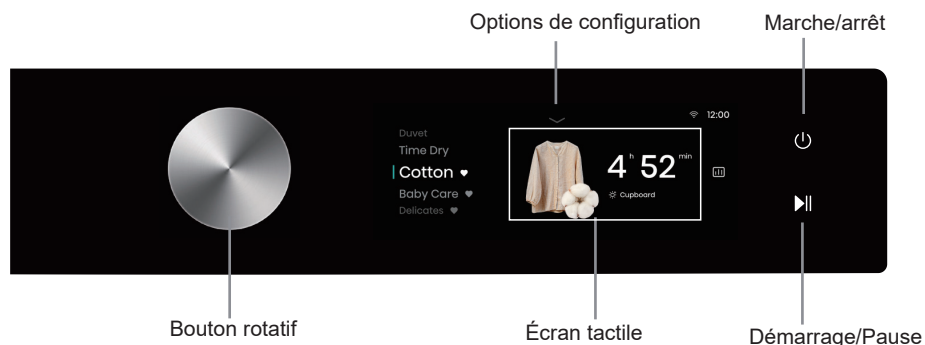 Options de configuration
Marche/arrêt
12:00
Duvet
Time Dry
Cotton
Baby Care
Delicates
4 h 52 min
Cupboard
Bouton rotatif
Écran tactile
Démarrage/Pause